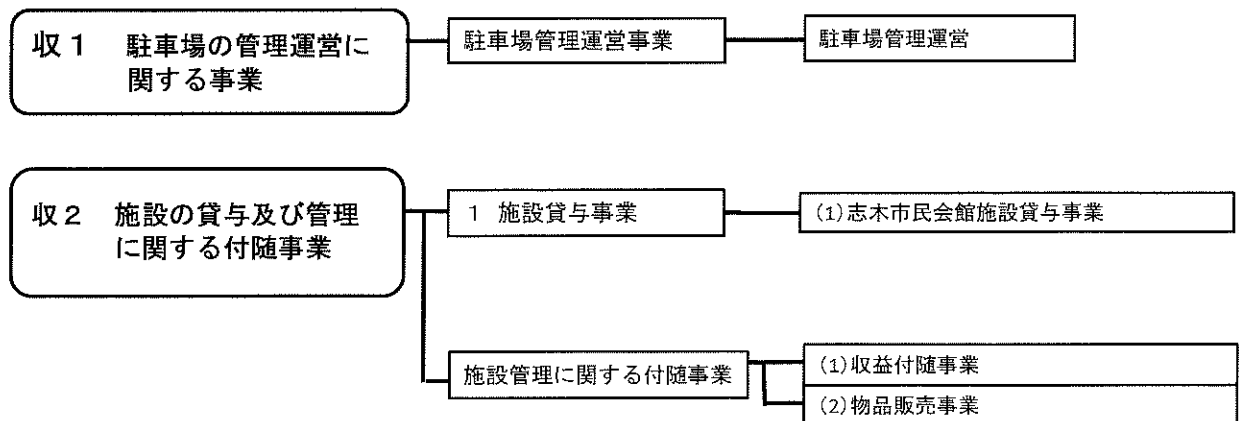 収１　駐車場の管理運営に
関する事業
駐車場管理運営事業
駐車場管理運営
収２　施設の貸与及び管理
に関する付随事業
1　施設貸与事業
(1)志木市民会館施設貸与事業
施設管理に関する付随事業
(1)収益付随事業
(2)物品販売事業